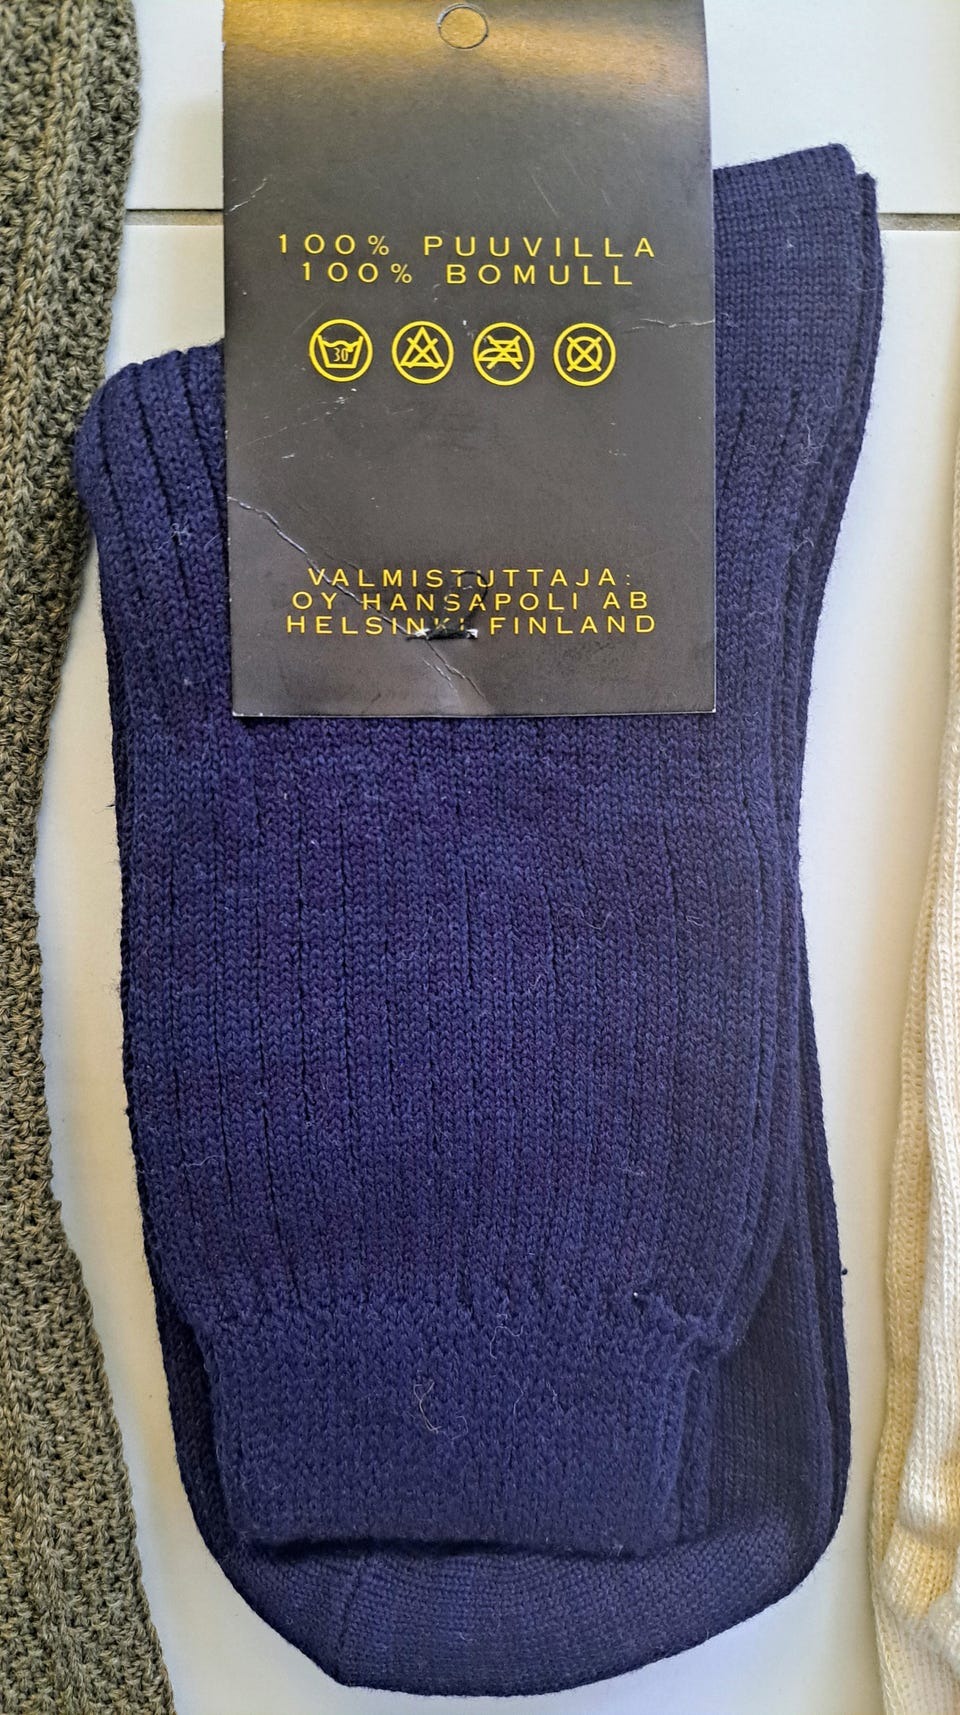 100% PUUVILLA
100% BOMULL
30
VALMISTUTTAJA:
OY HANSAPOLI AB
HELSINKI FINLAND